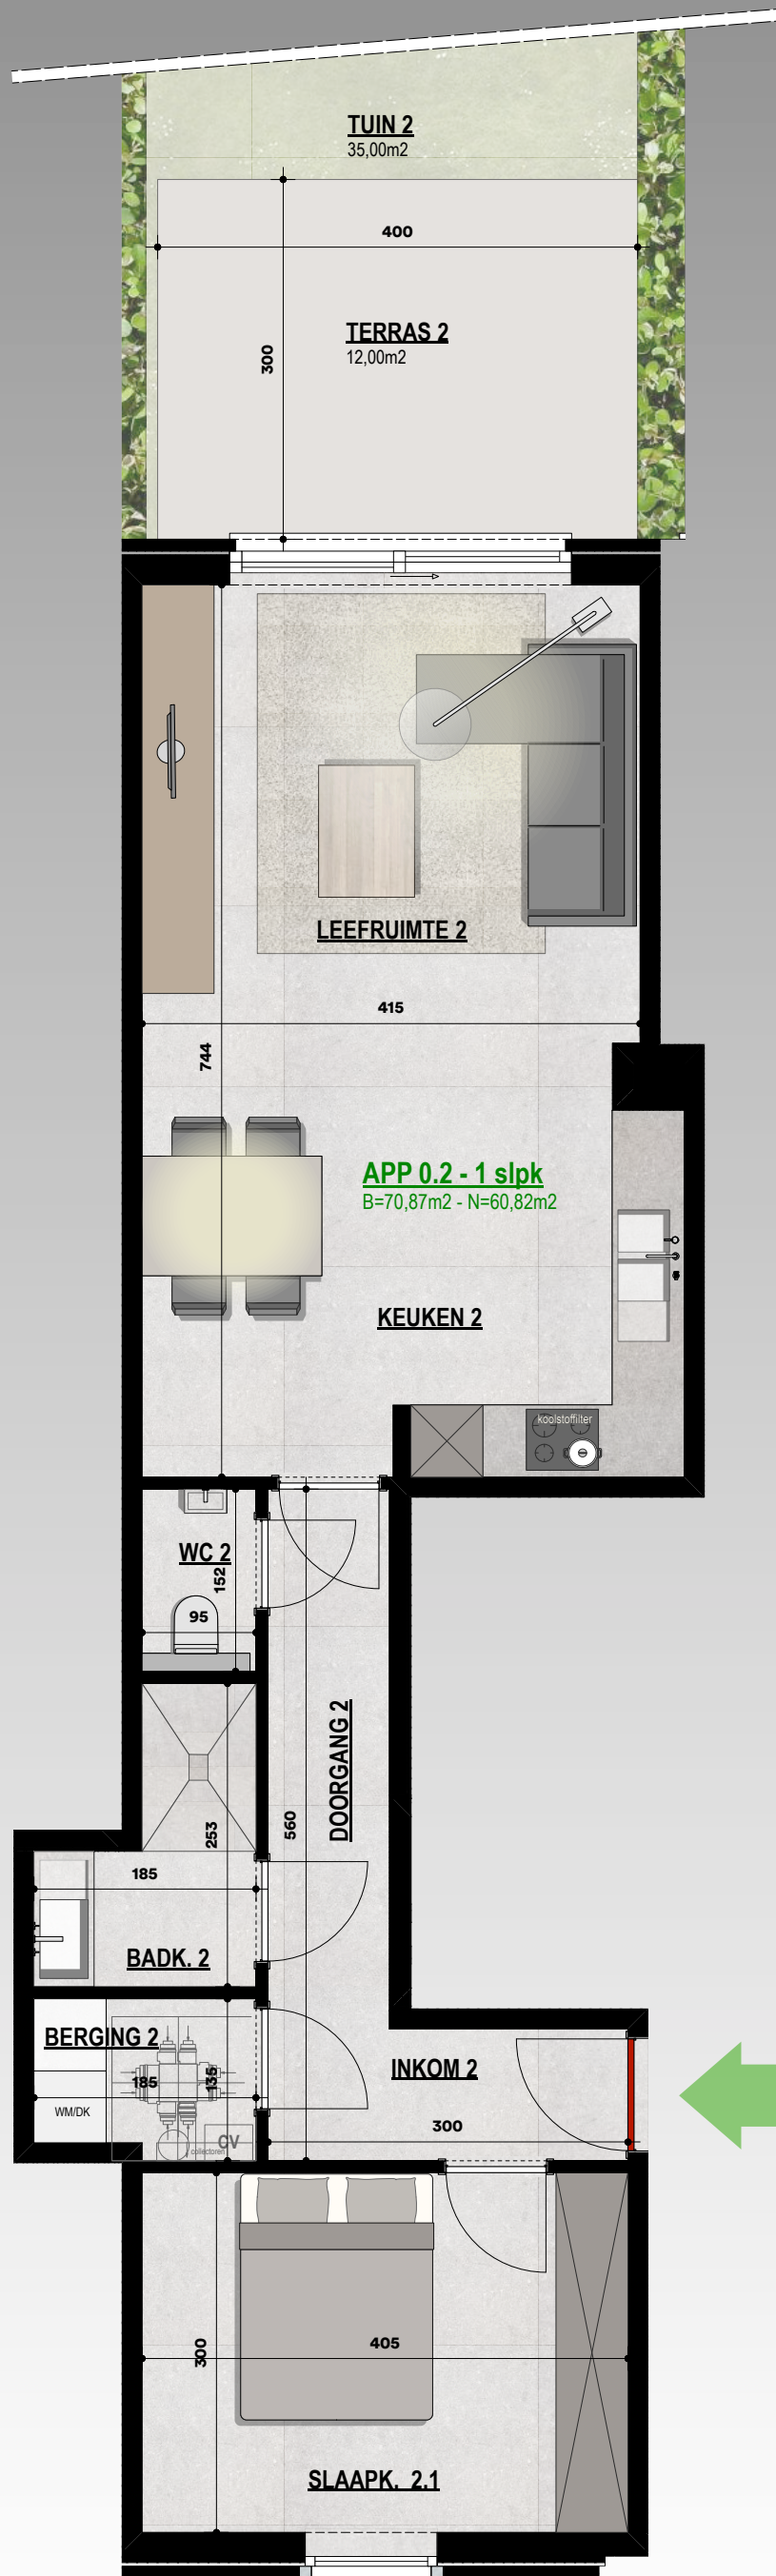 TUIN 2
35,00m2
400
TERRAS 2
12,00m2
300
LEEFRUIMTE 2
415
744
APP 0.2 - 1 slpk
B=70,87m2 - N=60,82m2
KEUKEN 2
koolstoffilter
WC 2
152
95
DOORGANG 2
560
253
185
BADK. 2
BERGING 2
185
135
WM/DK
CV
collectoren
INKOM 2
300
405
300
SLAAPK. 2.1